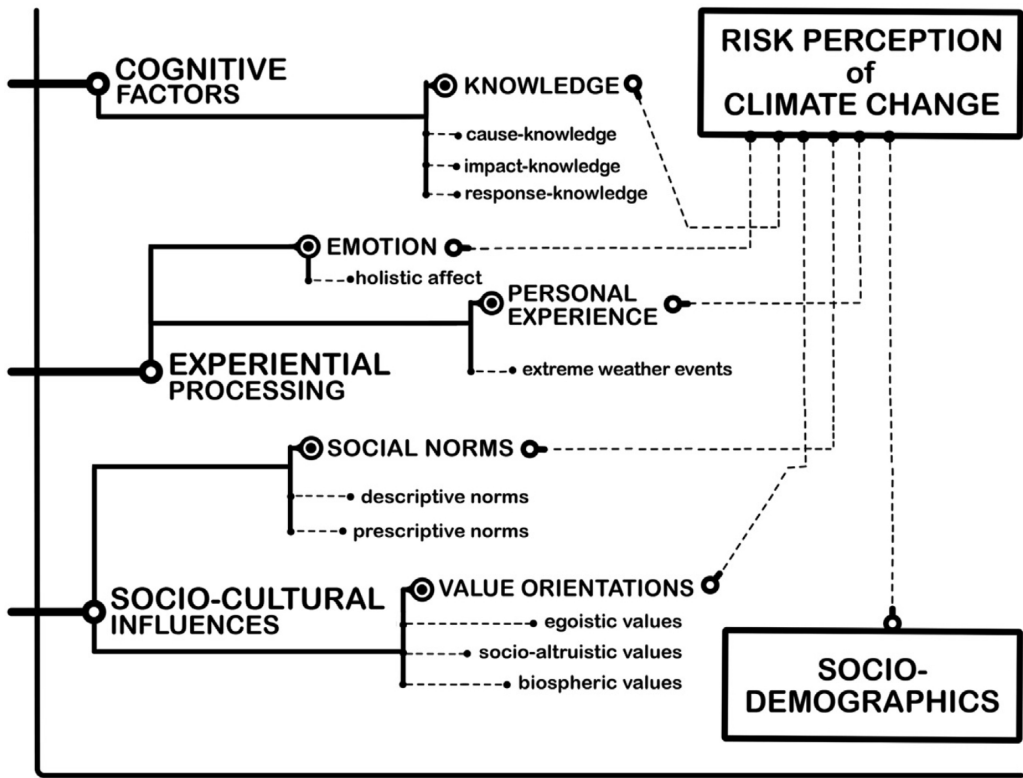 COGNITIVE
FACTORS
KNOWLEDGE
cause-knowledge
impact-knowledge
response-knowledge
RISK PERCEPTION
of
CLIMATE CHANGE
EMOTION
holistic affect
PERSONAL
EXPERIENCE
extreme weather events
EXPERIENTIAL
PROCESSING
SOCIAL NORMS
descriptive norms
prescriptive norms
SOCIO-CULTURAL
INFLUENCES
VALUE ORIENTATIONS
egoistic values
socio-altruistic values
biospheric values
SOCIO-
DEMOGRAPHICS